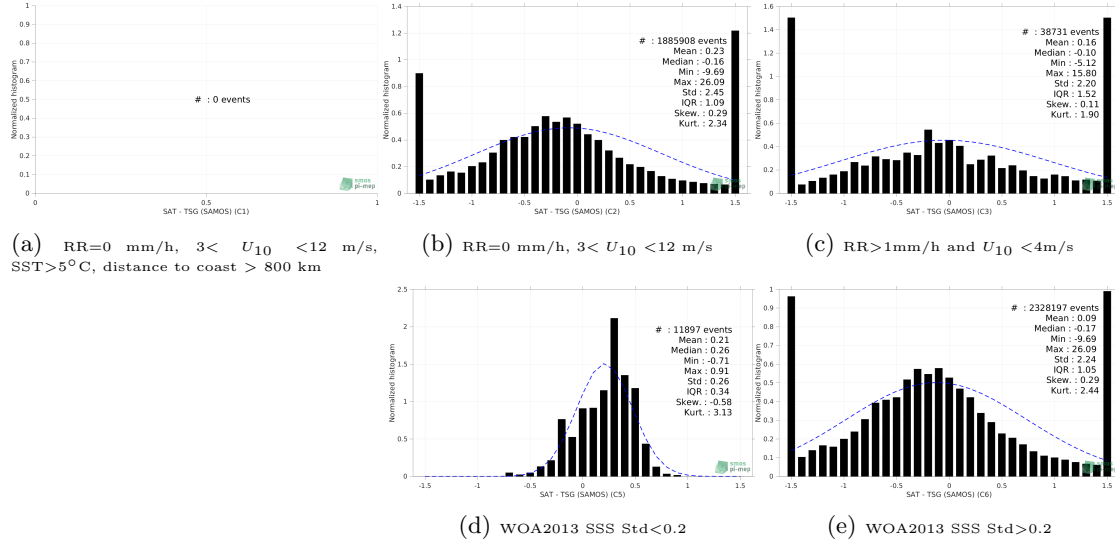 1
0.9
0.8
0.7
0.6
0.5
0.4
0.3
0.2
0.1
0
Normalized histogram
# : 0 events
smos
pi-mep
0 0.5 1
SAT - TSG (SAMOS) (C1)
(a) RR=0 mm/h, 3< U10 <12 m/s,
SST>5°C, distance to coast > 800 km
1.4
1.2
1
0.8
0.6
0.4
0.2
0
Normalized histogram
# : 1885908 events
Mean : 0.23
Median : -0.16
Min : -9.69
Max : 26.09
Std : 2.45
IQR : 1.09
Skew. : 0.29
Kurt. : 2.34
smos
pi-mep
-1.5 -1 -0.5 0 0.5 1 1.5
SAT - TSG (SAMOS) (C2)
(b) RR=0 mm/h, 3< U10 <12 m/s
1.6
1.4
1.2
1
0.8
0.6
0.4
0.2
0
Normalized histogram
# : 38731 events
Mean : 0.16
Median : -0.10
Min : -5.12
Max : 15.80
Std : 2.20
IQR : 1.52
Skew. : 0.11
Kurt. : 1.90
smos
pi-mep
-1.5 -1 -0.5 0 0.5 1 1.5
SAT - TSG (SAMOS) (C3)
(c) RR>1mm/h and U10 <4m/s
2.5
2
1.5
1
0.5
0
Normalized histogram
# : 11897 events
Mean : 0.21
Median : 0.26
Min : -0.71
Max : 0.91
Std : 0.26
IQR : 0.34
Skew. : -0.58
Kurt. : 3.13
smos
pi-mep
-1.5 -1 -0.5 0 0.5 1 1.5
SAT - TSG (SAMOS) (C5)
(d) WOA2013 SSS Std<0.2
1
0.9
0.8
0.7
0.6
0.5
0.4
0.3
0.2
0.1
0
Normalized histogram
# : 2328197 events
Mean : 0.09
Median : -0.17
Min : -9.69
Max : 26.09
Std : 2.24
IQR : 1.05
Skew. : 0.29
Kurt. : 2.44
smos
pi-mep
-1.5 -1 -0.5 0 0.5 1 1.5
SAT - TSG (SAMOS) (C6)
(e) WOA2013 SSS Std>0.2